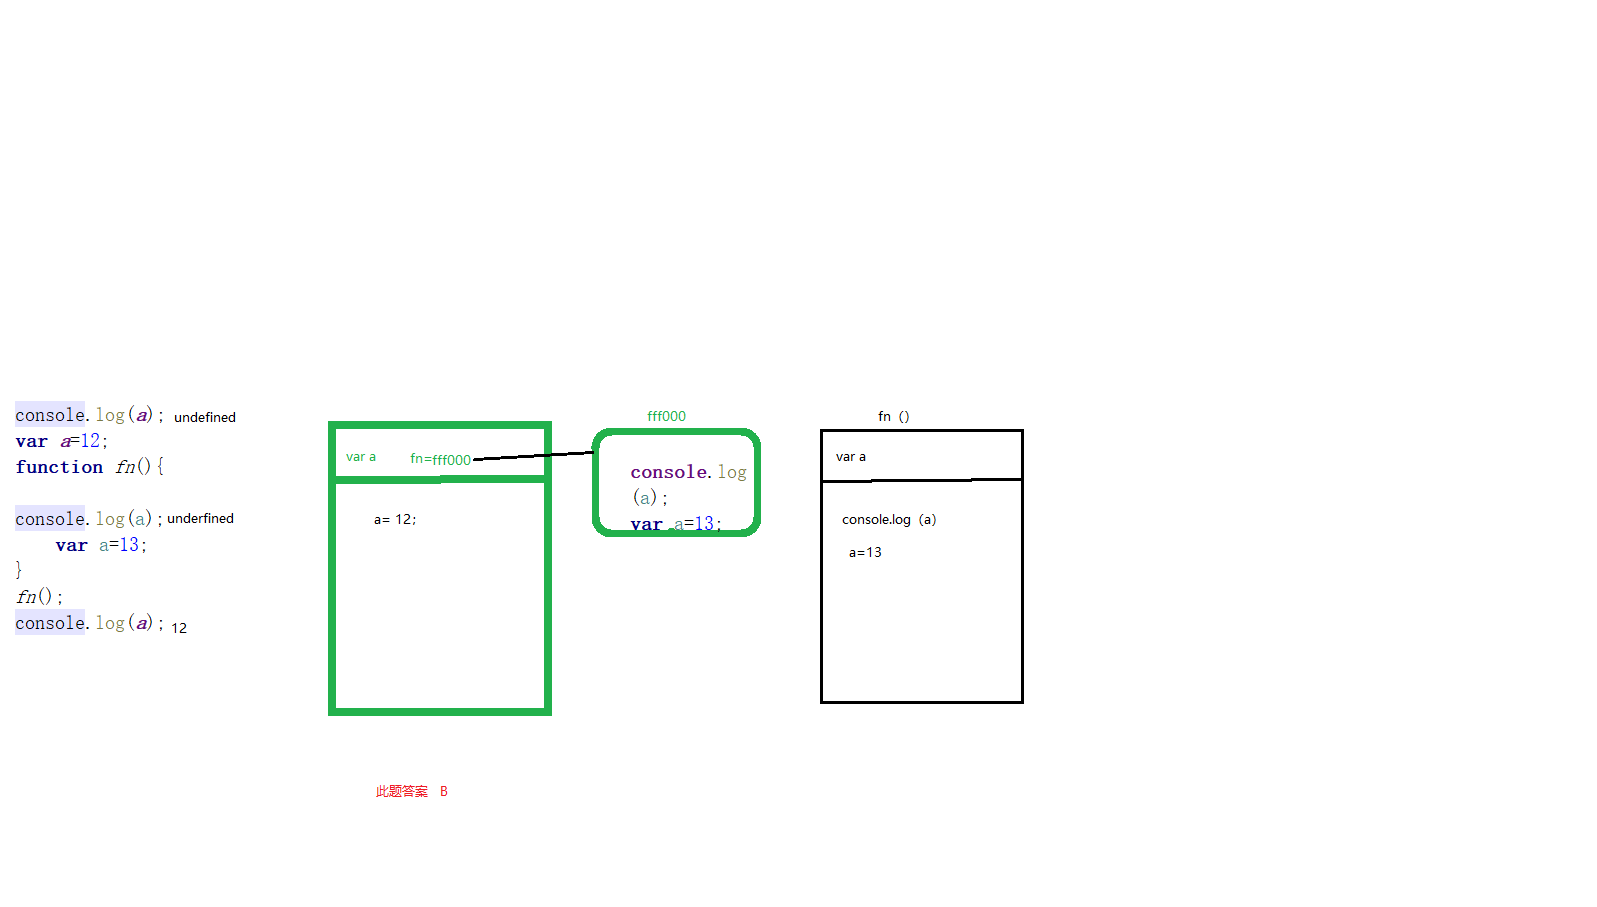 console.log(a); undefined
var a=12;
function fn(){
console.log(a); underfined
var a=13;
}
fn();
console.log(a); 12
var a fn=fff000
a= 12;
fff000
console.log
(a);
var a=13;
fn（）
var a
console.log（a）
a=13
此题答案 B